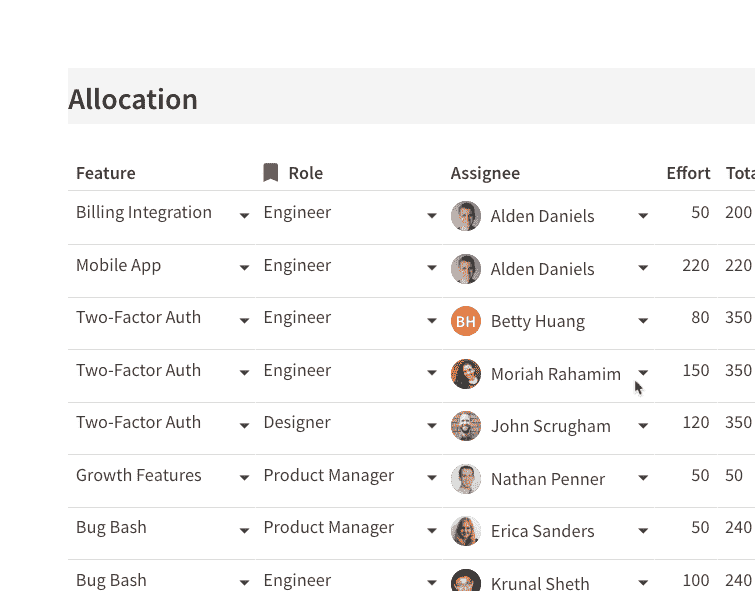 Allocation
Feature Role Assignee Effort Tota
Billing Integration Engineer Alden Daniels 50 200
Mobile App Engineer Alden Daniels 220 220
Two-Factor Auth Engineer BH Betty Huang 80 350
Two-Factor Auth Engineer Moriah Rahamim 150 350
Two-Factor Auth Designer John Scrugham 120 350
Growth Features Product Manager Nathan Penner 50 50
Bug Bash Product Manager Erica Sanders 50 240
Bug Bash Engineer Krunal Sheth 100 240